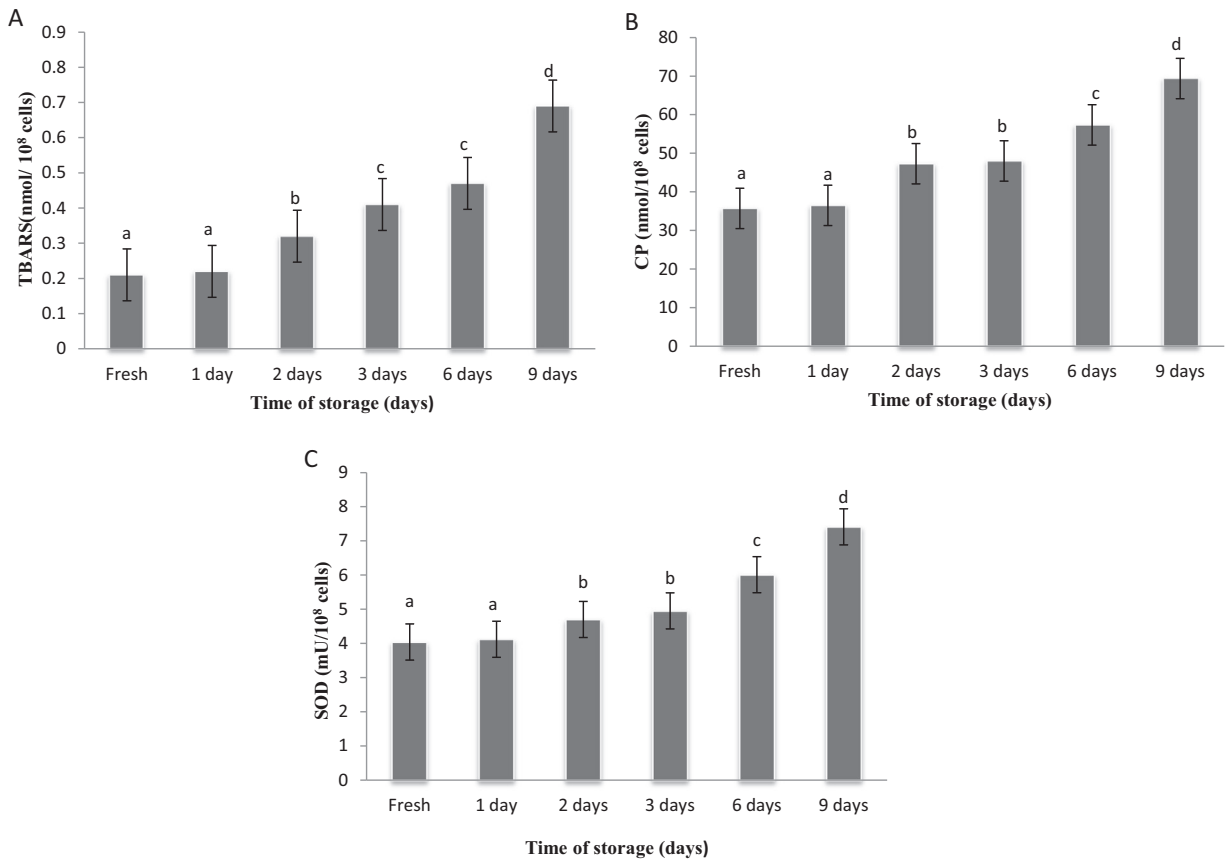 A
TBARS(nmol/ 10⁸ cells)
0.9
0.8
0.7
0.6
0.5
0.4
0.3
0.2
0.1
0
a
a
b
c
c
d
Fresh 1 day 2 days 3 days 6 days 9 days
Time of storage (days)
B
CP (nmol/10⁸ cells)
80
70
60
50
40
30
20
10
0
a
a
b
b
c
d
Fresh 1 day 2 days 3 days 6 days 9 days
Time of storage (days)
C
SOD (mU/10⁸ cells)
9
8
7
6
5
4
3
2
1
0
a
a
b
b
c
d
Fresh 1 day 2 days 3 days 6 days 9 days
Time of storage (days)